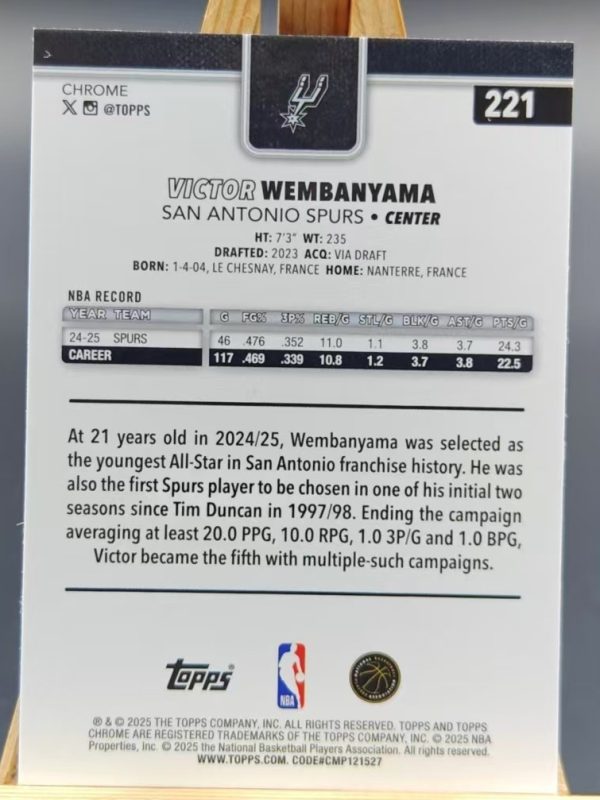 CHROME
@TOPPS
221
VICTOR WEMBANYAMA
SAN ANTONIO SPURS • CENTER
HT: 7'3" WT: 235
DRAFTED: 2023 ACQ: VIA DRAFT
BORN: 1-4-04, LE CHESNAY, FRANCE HOME: NANTERRE, FRANCE
NBA RECORD
YEAR TEAM G FG% 3P% REB/G STL/G BLK/G AST/G PTS/G
24-25 SPURS 46 .476 .352 11.0 1.1 3.8 3.7 24.3
CAREER 117 .469 .339 10.8 1.2 3.7 3.8 22.5
At 21 years old in 2024/25, Wembanyama was selected as
the youngest All-Star in San Antonio franchise history. He was
also the first Spurs player to be chosen in one of his initial two
seasons since Tim Duncan in 1997/98. Ending the campaign
averaging at least 20.0 PPG, 10.0 RPG, 1.0 3P/G and 1.0 BPG,
Victor became the fifth with multiple-such campaigns.
Topps®
NBA
® & © 2025 THE TOPPS COMPANY, INC. ALL RIGHTS RESERVED. TOPPS AND TOPPS
CHROME ARE REGISTERED TRADEMARKS OF THE TOPPS COMPANY, INC. © 2025 NBA
Properties, Inc. © 2025 the National Basketball Players Association. All rights reserved.
WWW.TOPPS.COM. CODE#CMP121527